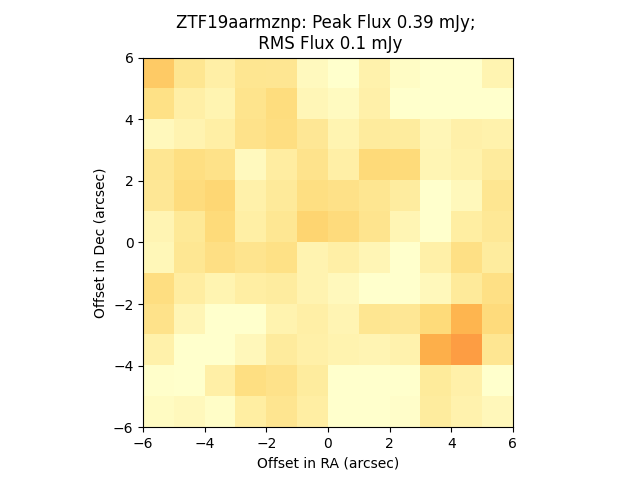 ZTF19aarmznp: Peak Flux 0.39 mJy;
RMS Flux 0.1 mJy
6
4
2
0
−2
−4
−6
Offset in Dec (arcsec)
−6 −4 −2 0 2 4 6
Offset in RA (arcsec)